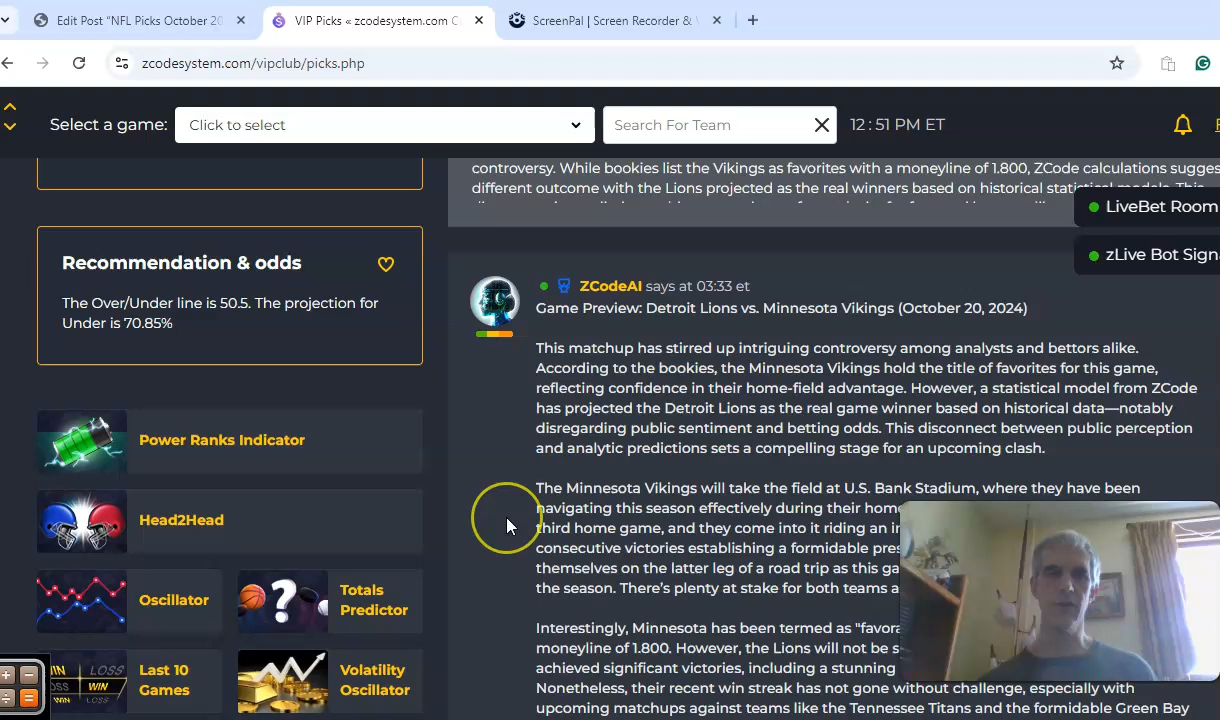 Edit Post "NFL Picks October 20
VIP Picks « zcodesystem.com C
ScreenPal | Screen Recorder &
zcodesystem.com/vipclub/picks.php
Select a game:
Click to select
Search For Team
12 : 51 PM ET
controversy. While bookies list the Vikings as favorites with a moneyline of 1.800, ZCode calculations sugges
different outcome with the Lions projected as the real winners based on historical statistical models. This
LiveBet Room
zLive Bot Signa
Recommendation & odds
The Over/Under line is 50.5. The projection for
Under is 70.85%
Power Ranks Indicator
Head2Head
Oscillator
Totals
Predictor
Last 10
Games
Volatility
Oscillator
WIN LOSS
OSS WIN
WIN LOSS
ZCodeAI says at 03:33 et
Game Preview: Detroit Lions vs. Minnesota Vikings (October 20, 2024)
This matchup has stirred up intriguing controversy among analysts and bettors alike.
According to the bookies, the Minnesota Vikings hold the title of favorites for this game,
reflecting confidence in their home-field advantage. However, a statistical model from ZCode
has projected the Detroit Lions as the real game winner based on historical data—notably
disregarding public sentiment and betting odds. This disconnect between public perception
and analytic predictions sets a compelling stage for an upcoming clash.
The Minnesota Vikings will take the field at U.S. Bank Stadium, where they have been
navigating this season effectively during their home
third home game, and they come into it riding an i
consecutive victories establishing a formidable pres
themselves on the latter leg of a road trip as this ga
the season. There's plenty at stake for both teams a
Interestingly, Minnesota has been termed as "favora
moneyline of 1.800. However, the Lions will not be s
achieved significant victories, including a stunning
Nonetheless, their recent win streak has not gone without challenge, especially with
upcoming matchups against teams like the Tennessee Titans and the formidable Green Bay